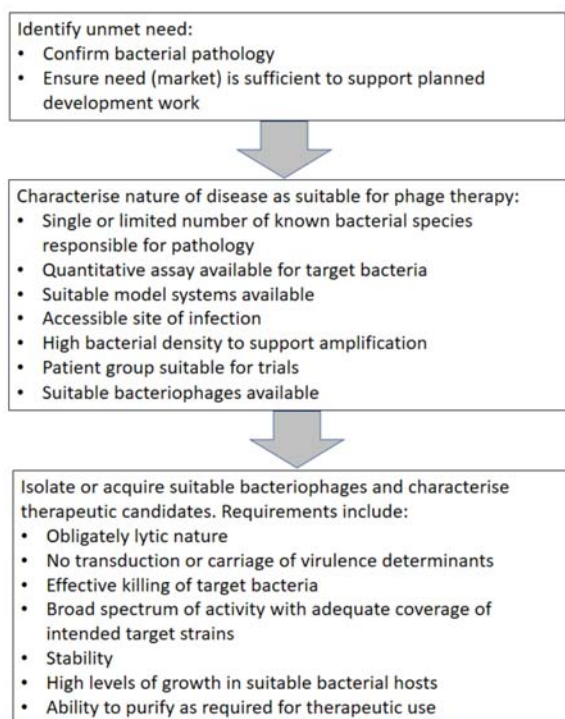 Identify unmet need:
• Confirm bacterial pathology
• Ensure need (market) is sufficient to support planned
development work
Characterise nature of disease as suitable for phage therapy:
• Single or limited number of known bacterial species
responsible for pathology
• Quantitative assay available for target bacteria
• Suitable model systems available
• Accessible site of infection
• High bacterial density to support amplification
• Patient group suitable for trials
• Suitable bacteriophages available
Isolate or acquire suitable bacteriophages and characterise
therapeutic candidates. Requirements include:
• Obligately lytic nature
• No transduction or carriage of virulence determinants
• Effective killing of target bacteria
• Broad spectrum of activity with adequate coverage of
intended target strains
• Stability
• High levels of growth in suitable bacterial hosts
• Ability to purify as required for therapeutic use